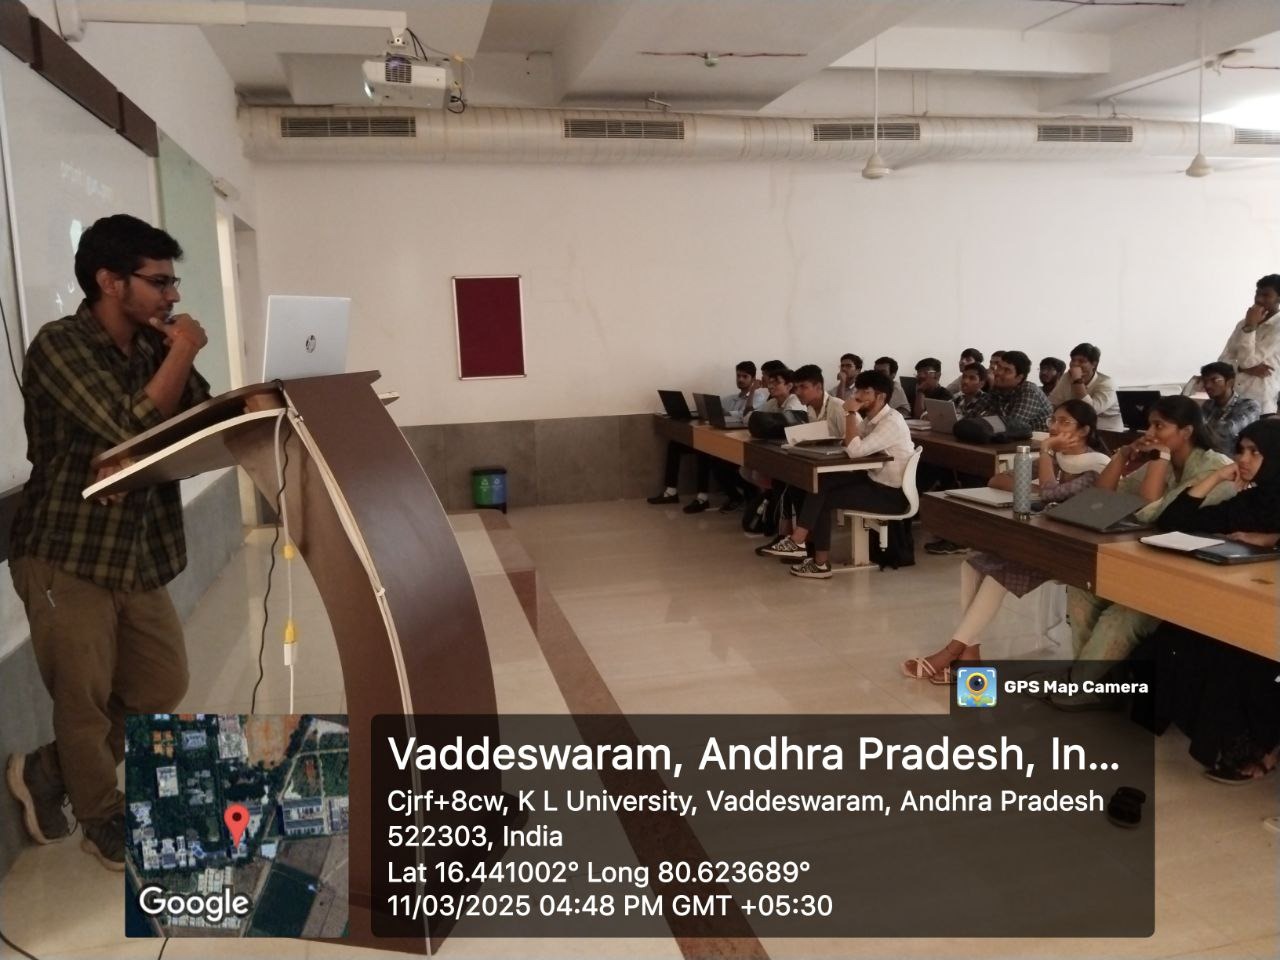 GPS Map Camera
Vaddeswaram, Andhra Pradesh, In...
Cjrf+8cw, K L University, Vaddeswaram, Andhra Pradesh
522303, India
Lat 16.441002° Long 80.623689°
11/03/2025 04:48 PM GMT +05:30
Google
hp